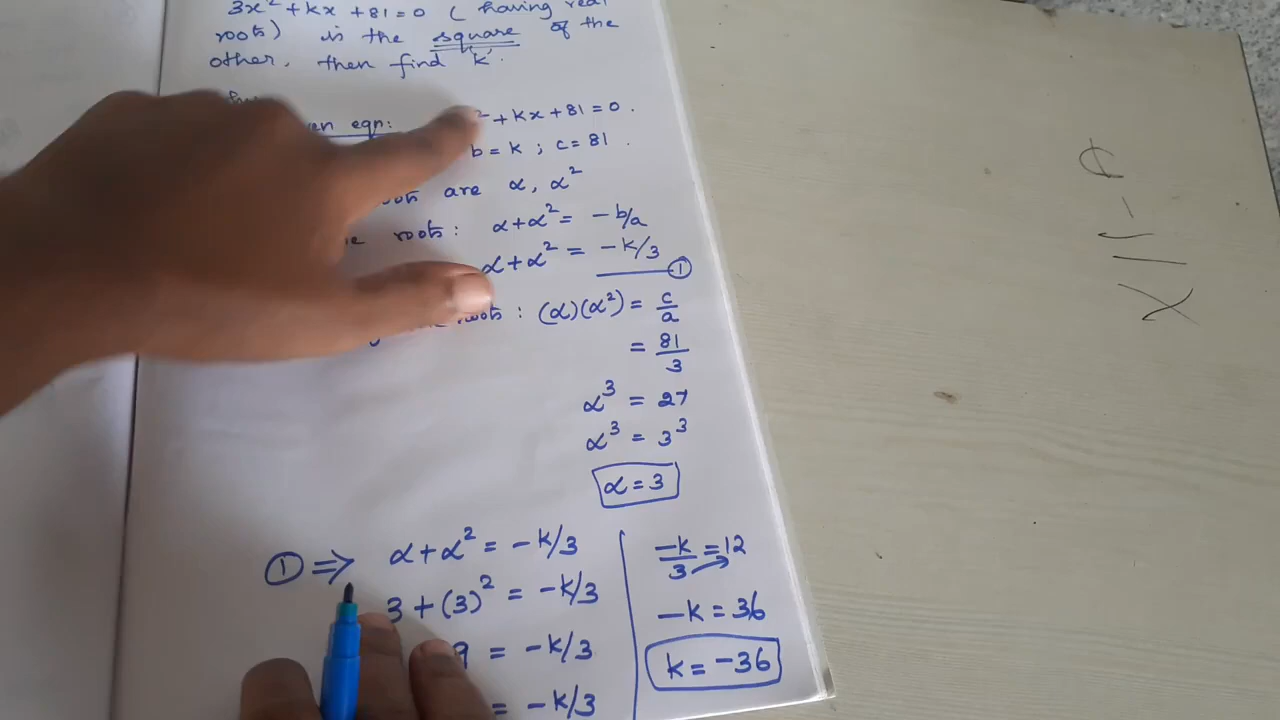 3x² + kx + 81 = 0 ( having real
roots) is the square of the
other, then find 'k'.
eqn: + kx + 81 = 0 .
b = k ; c = 81 .
are α, α²
roots : α + α² = - b/a
α + α² = - k/3 ①
: (α)(α²) = c/a
= 81/3
α³ = 27
α³ = 3³
α = 3
① ⇒ α + α² = - k/3
3 + (3)² = - k/3
9 = - k/3
= - k/3
-k/3 = 12
-k = 36
k = -36